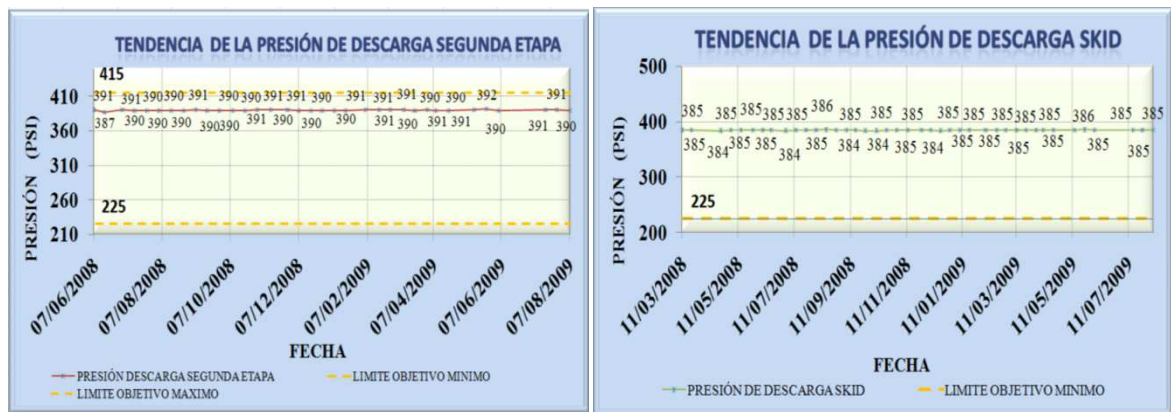 TENDENCIA DE LA PRESIÓN DE DESCARGA SEGUNDA ETAPA
415
410
360
310
260
210
PRESIÓN (PSI)
391 391 390 390 391 390 390 391 391 390 391 391 390 390 392 391
387 390 390 390 390 390 391 390 390 390 390 391 391 390 391 390
225
07/06/2008
07/08/2008
07/10/2008
07/12/2008
07/02/2009
07/04/2009
07/06/2009
07/08/2009
FECHA
PRESIÓN DESCARGA SEGUNDA ETAPA
LIMITE OBJETIVO MINIMO
LIMITE OBJETIVO MAXIMO
TENDENCIA DE LA PRESIÓN DE DESCARGA SKID
500
400
300
200
PRESIÓN (PSI)
385 385 385 385 385 386 385 385 385 385 385 385 385 385 386 385 385
385 384 385 385 384 385 384 384 385 384 385 385 385 385 385 385
225
11/03/2008
11/05/2008
11/07/2008
11/09/2008
11/11/2008
11/01/2009
11/03/2009
11/05/2009
11/07/2009
FECHA
PRESIÓN DE DESCARGA SKID
LIMITE OBJETIVO MINIMO